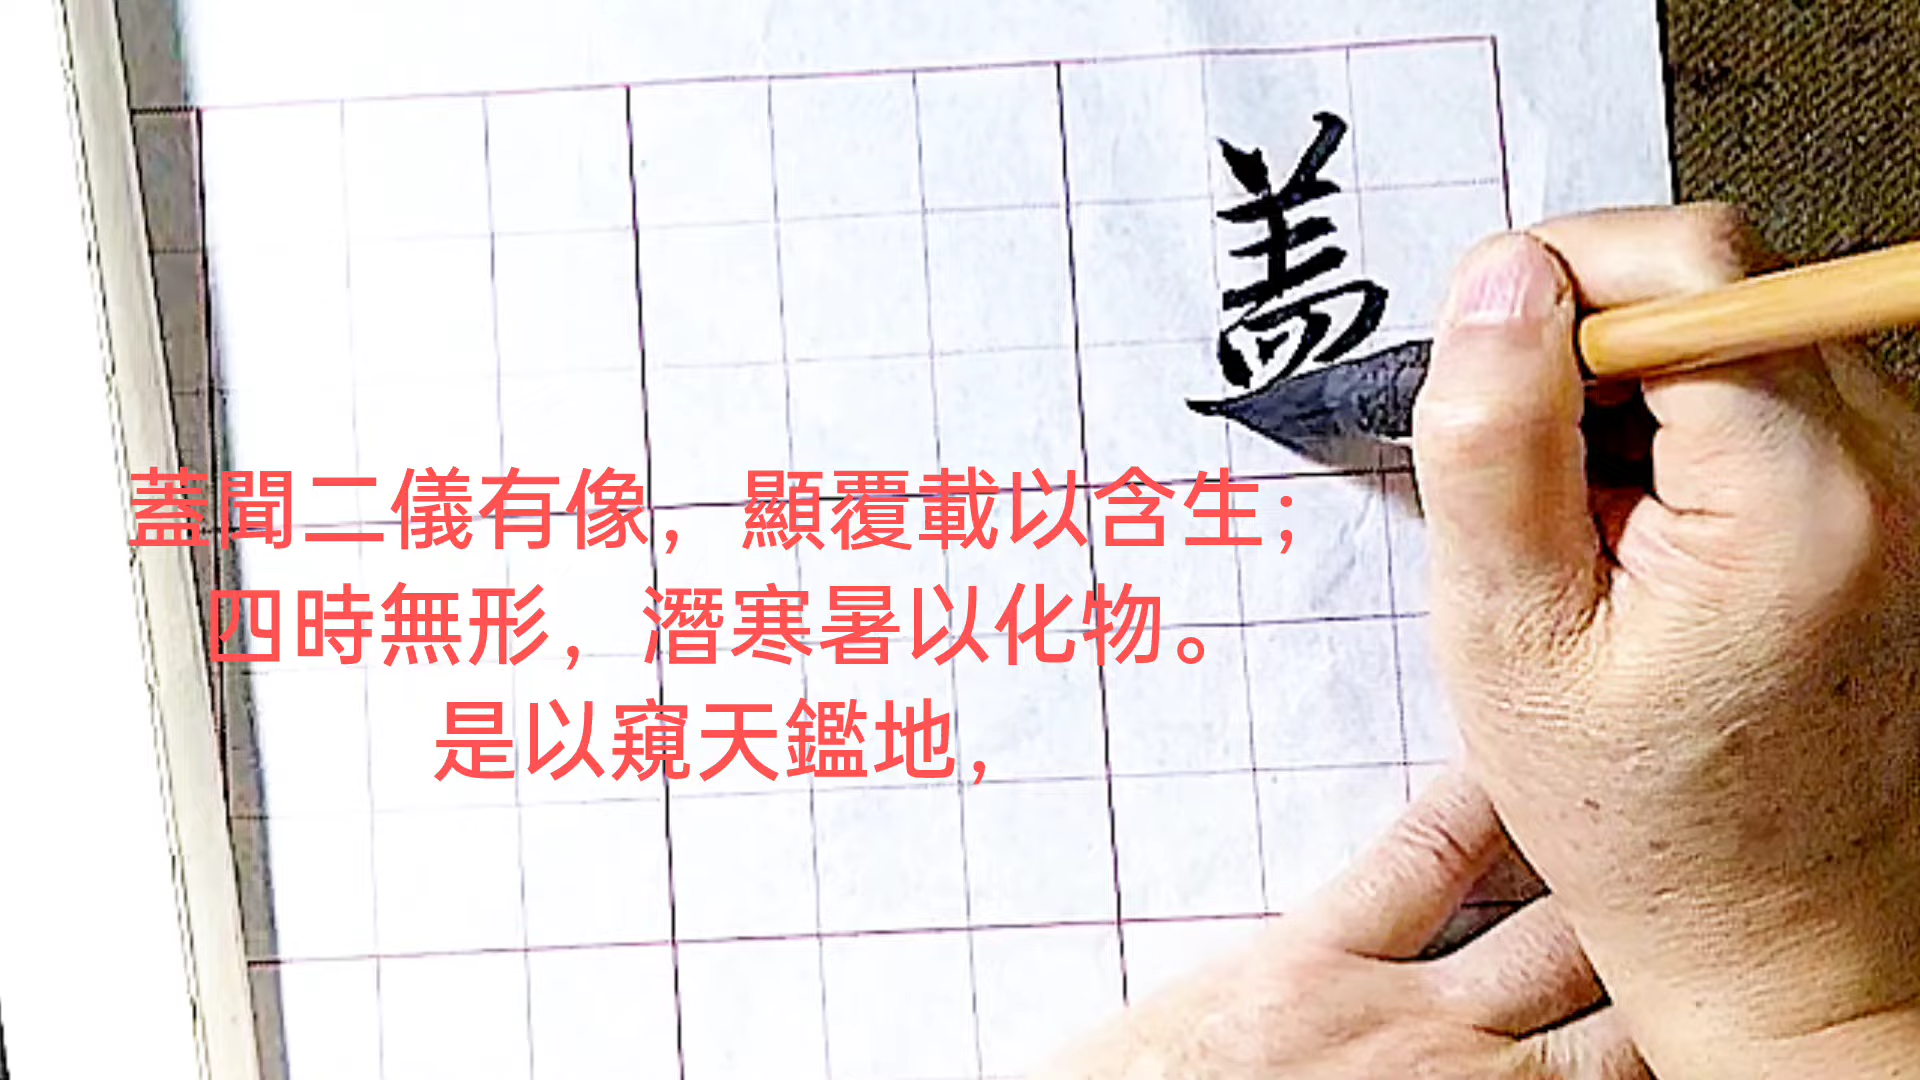 盖
蓋聞二儀有像，顯覆載以含生；
四時無形，潛寒暑以化物。
是以窺天鑑地，